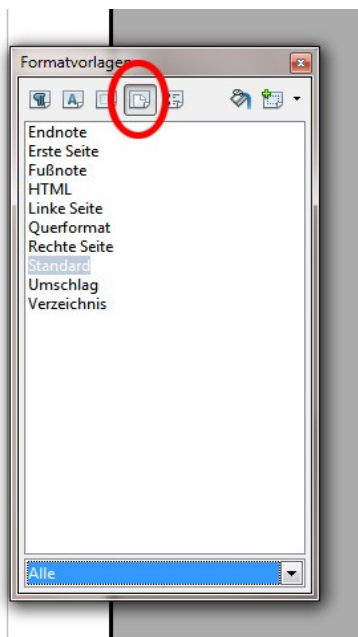 Formatvorlagen
Endnote
Erste Seite
Fußnote
HTML
Linke Seite
Querformat
Rechte Seite
Standard
Umschlag
Verzeichnis
Alle